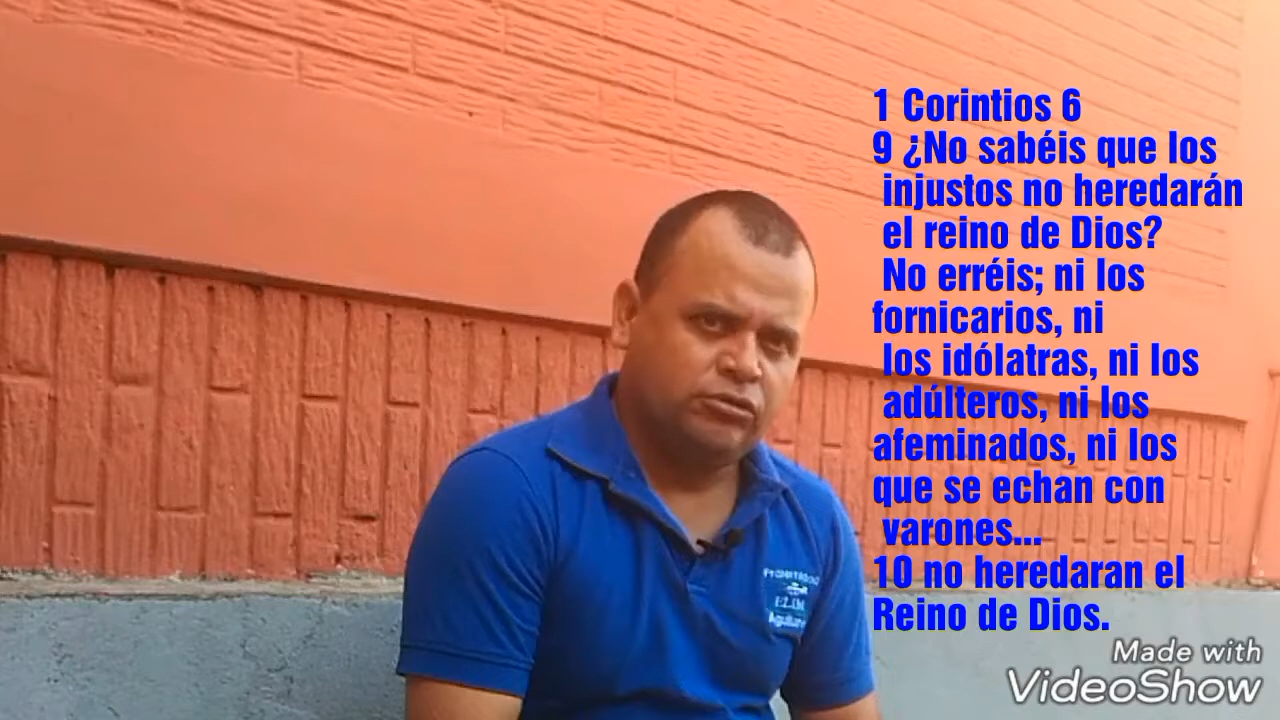 1 Corintios 6
9 ¿No sabéis que los
injustos no heredarán
el reino de Dios?
No erréis; ni los
fornicarios, ni
los idólatras, ni los
adúlteros, ni los
afeminados, ni los
que se echan con
varones...
10 no heredaran el
Reino de Dios.
ELIM
Made with
VideoShow